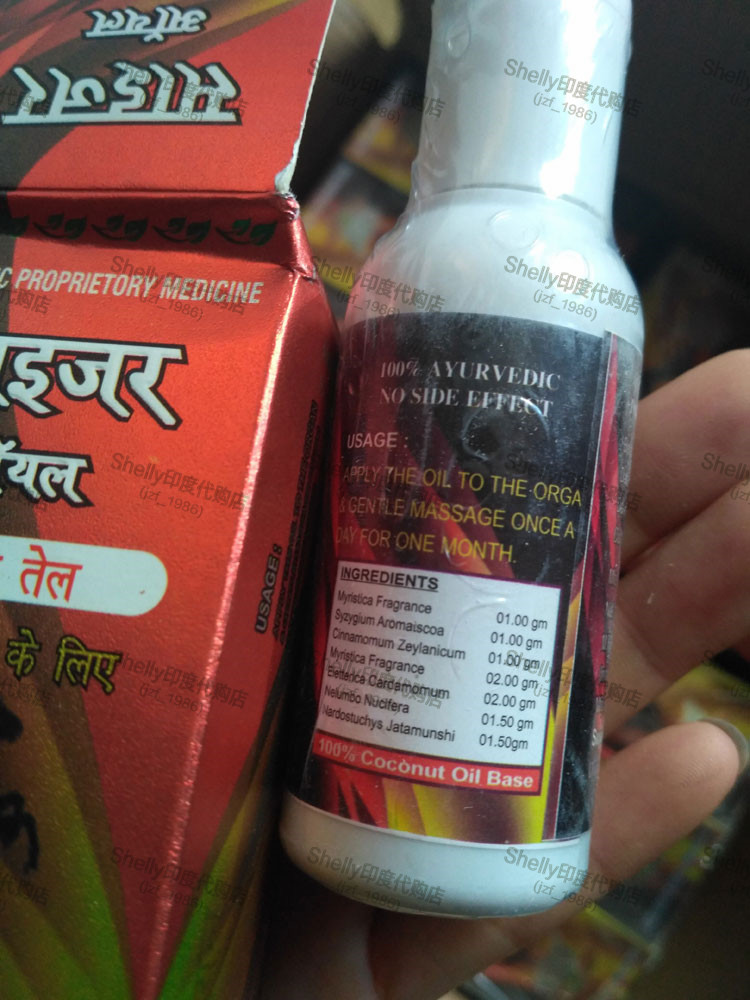 ऑयल
साइजर
C PROPRIETORY MEDICINE
इजर
यल
तेल
के लिए
USAGE:
100% AYURVEDIC
NO SIDE EFFECT
USAGE :
APPLY THE OIL TO THE ORGA
& GENTLE MASSAGE ONCE A
DAY FOR ONE MONTH.
INGREDIENTS
Myristica Fragrance 01.00 gm
Syzygium Aromaiscoa 01.00 gm
Cinnamomum Zeylanicum 01.00 gm
Myristica Fragrance 02.00 gm
Elettarica Cardamomum 02.00 gm
Nelumbo Nucifera 01.50 gm
Nardostuchys Jatamunshi 01.50gm
100% Coconut Oil Base
Shelly印度代购店
(jzf_1986)